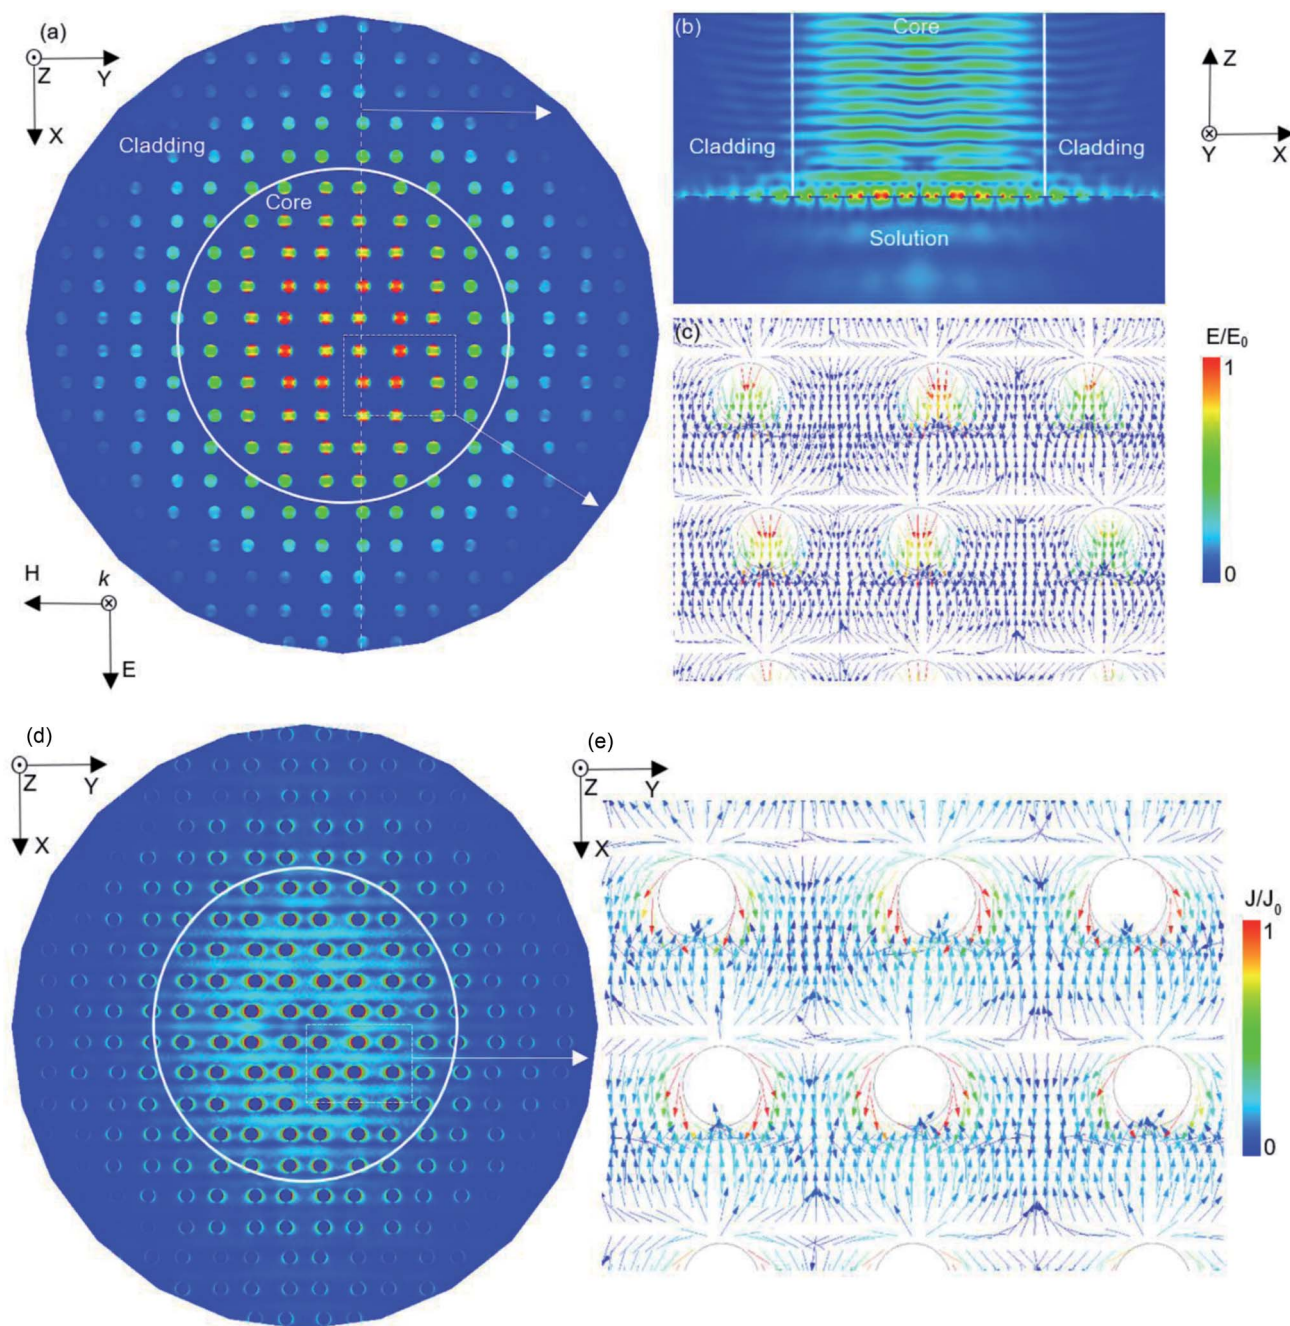 (a)
Z
Y
X
Cladding
Core
H
k
E
(b)
Core
Cladding
Cladding
Solution
Z
Y
X
(c)
E/E0
1
0
(d)
Z
Y
X
(e)
Z
Y
X
J/J0
1
0